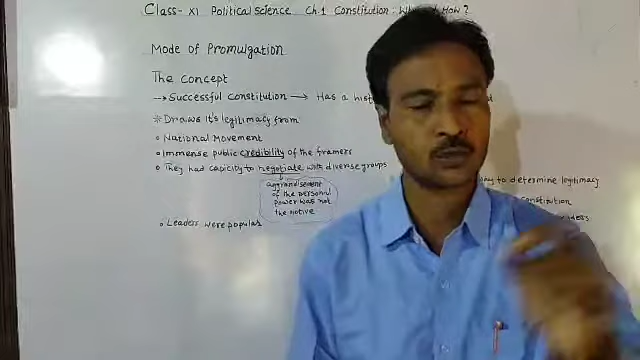 Class- XI Political science Ch.1 Constitution: How?
Mode of Promulgation
The concept
→ Successful Constitution → Has a
* Draws it's legitimacy from
• National Movement
• Immense public credibility of the framers
• They had capacity to negotiate with diverse groups
aggrandisement
of the personal
power was not
the motive
to determine legitimacy
constitution
• Leaders were popular